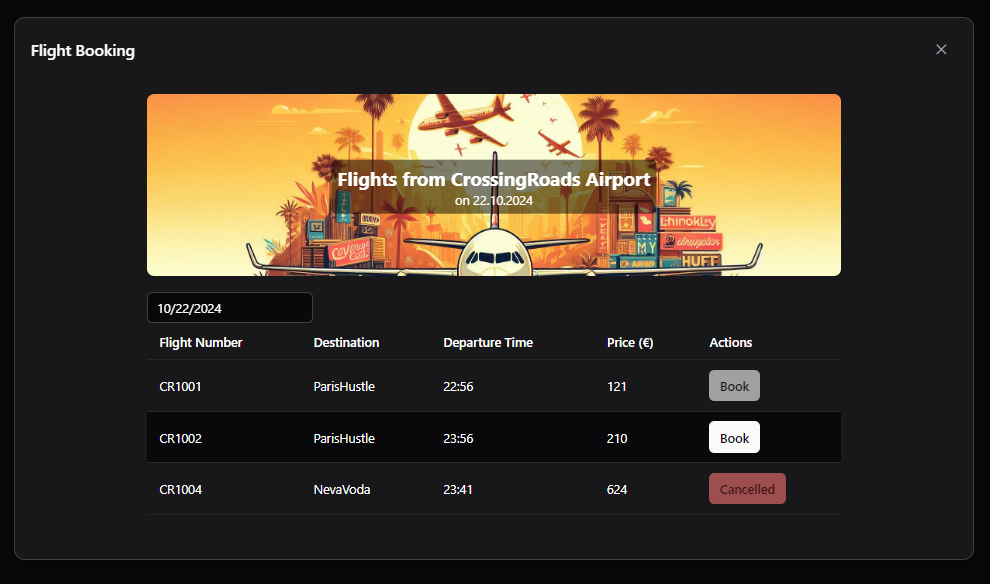 Flight Booking
Flights from CrossingRoads Airport
on 22.10.2024
MY
HUFF
10/22/2024
Flight Number Destination Departure Time Price (€) Actions
CR1001 ParisHustle 22:56 121 Book
CR1002 ParisHustle 23:56 210 Book
CR1004 NevaVoda 23:41 624 Cancelled